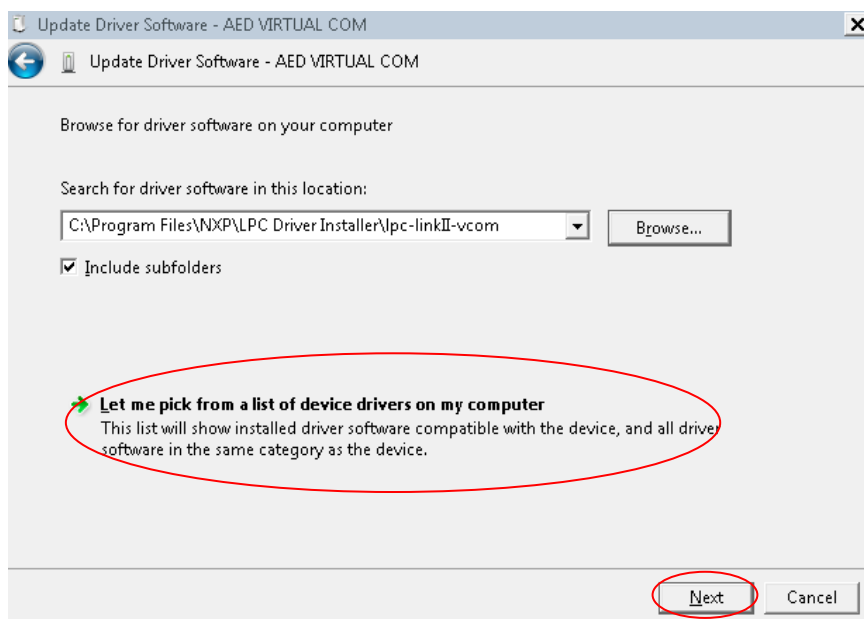 Update Driver Software - AED VIRTUAL COM
Update Driver Software - AED VIRTUAL COM
Browse for driver software on your computer
Search for driver software in this location:
C:\Program Files\NXP\LPC Driver Installer\lpc-linkII-vcom
Browse...
Include subfolders
Let me pick from a list of device drivers on my computer
This list will show installed driver software compatible with the device, and all driver
software in the same category as the device.
Next Cancel